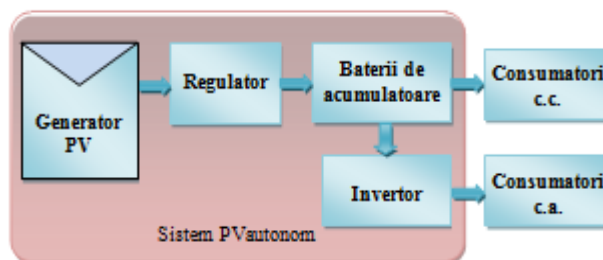 Generator
PV
Regulator
Baterii de
acumulatoare
Consumatori
c.c.
Invertor
Consumatori
c.a.
Sistem PVautonom